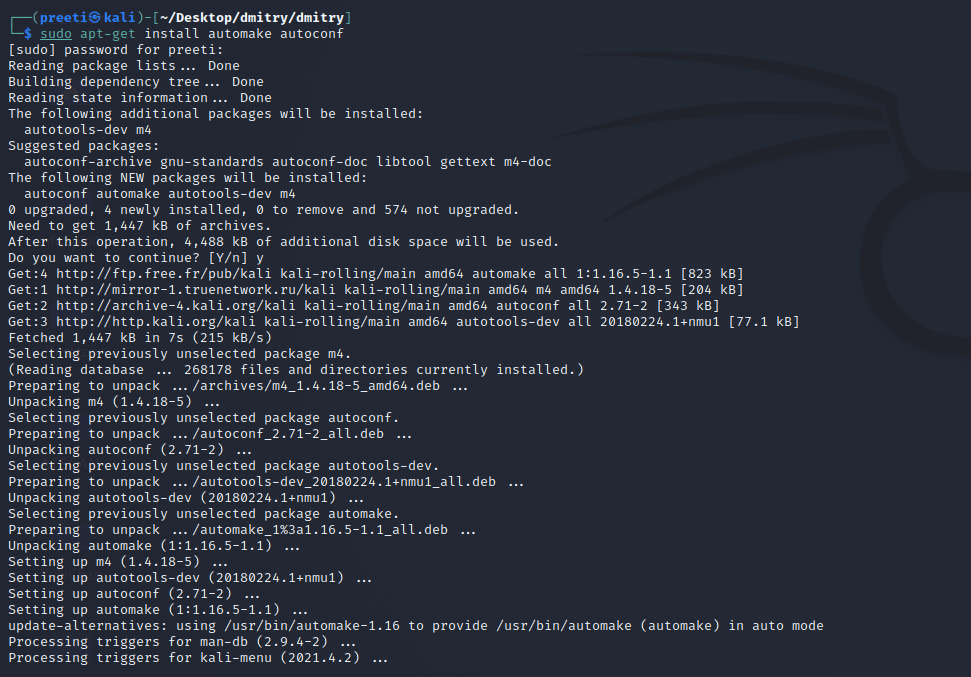 ┌──(preeti㉿kali)-[~/Desktop/dmitry/dmitry]
└─$ sudo apt-get install automake autoconf
[sudo] password for preeti:
Reading package lists... Done
Building dependency tree... Done
Reading state information... Done
The following additional packages will be installed:
  autotools-dev m4
Suggested packages:
  autoconf-archive gnu-standards autoconf-doc libtool gettext m4-doc
The following NEW packages will be installed:
  autoconf automake autotools-dev m4
0 upgraded, 4 newly installed, 0 to remove and 574 not upgraded.
Need to get 1,447 kB of archives.
After this operation, 4,488 kB of additional disk space will be used.
Do you want to continue? [Y/n] y
Get:4 http://ftp.free.fr/pub/kali kali-rolling/main amd64 automake all 1:1.16.5-1.1 [823 kB]
Get:1 http://mirror-1.truenetwork.ru/kali kali-rolling/main amd64 m4 amd64 1.4.18-5 [204 kB]
Get:2 http://archive-4.kali.org/kali kali-rolling/main amd64 autoconf all 2.71-2 [343 kB]
Get:3 http://http.kali.org/kali kali-rolling/main amd64 autotools-dev all 20180224.1+nmu1 [77.1 kB]
Fetched 1,447 kB in 7s (215 kB/s)
Selecting previously unselected package m4.
(Reading database ... 268178 files and directories currently installed.)
Preparing to unpack .../archives/m4_1.4.18-5_amd64.deb ...
Unpacking m4 (1.4.18-5) ...
Selecting previously unselected package autoconf.
Preparing to unpack .../autoconf_2.71-2_all.deb ...
Unpacking autoconf (2.71-2) ...
Selecting previously unselected package autotools-dev.
Preparing to unpack .../autotools-dev_20180224.1+nmu1_all.deb ...
Unpacking autotools-dev (20180224.1+nmu1) ...
Selecting previously unselected package automake.
Preparing to unpack .../automake_1%3a1.16.5-1.1_all.deb ...
Unpacking automake (1:1.16.5-1.1) ...
Setting up m4 (1.4.18-5) ...
Setting up autotools-dev (20180224.1+nmu1) ...
Setting up autoconf (2.71-2) ...
Setting up automake (1:1.16.5-1.1) ...
update-alternatives: using /usr/bin/automake-1.16 to provide /usr/bin/automake (automake) in auto mode
Processing triggers for man-db (2.9.4-2) ...
Processing triggers for kali-menu (2021.4.2) ...